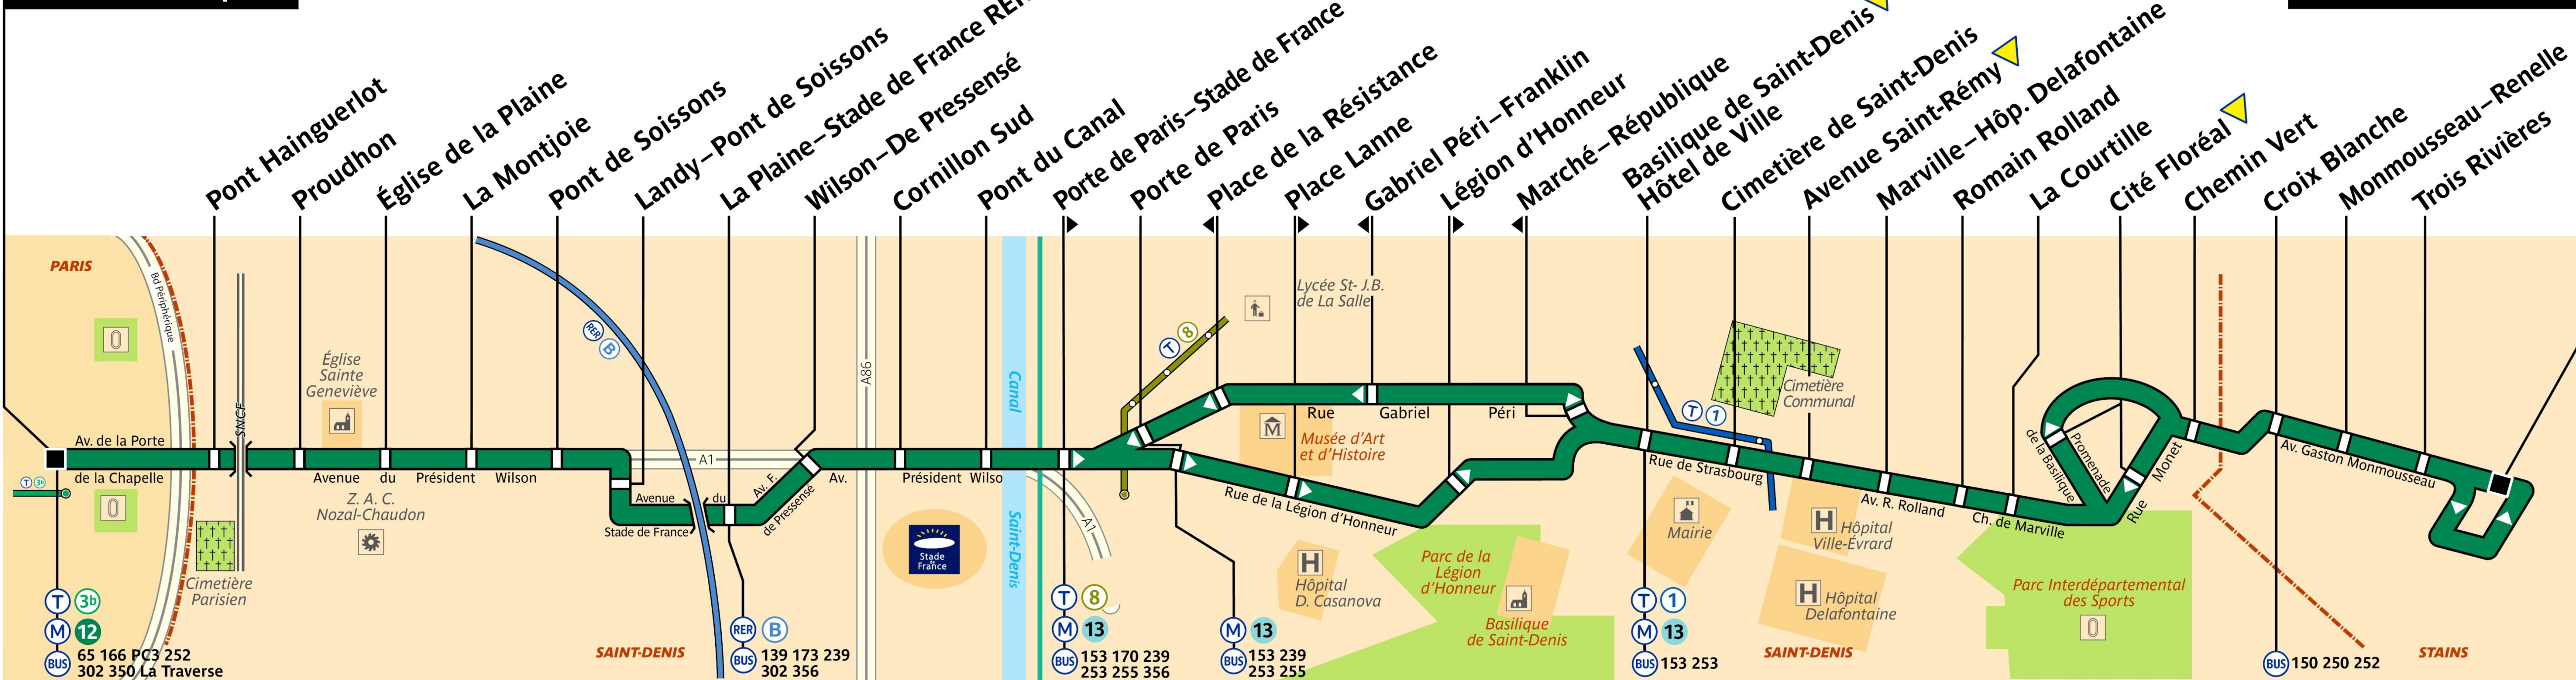 Pont Hainguerlot
Proudhon
Église de la Plaine
La Montjoie
Pont de Soissons
Landy–Pont de Soissons
La Plaine–Stade de France
Wilson–De Pressensé
Cornillon Sud
Pont du Canal
Porte de Paris–Stade de France
Porte de Paris
Place de la Résistance
Place Lanne
Gabriel Péri–Franklin
Légion d'Honneur
Marché–République
Basilique de Saint-Denis
Hôtel de Ville
Cimetière de Saint-Denis
Avenue Saint-Rémy
Marville–Hôp. Delafontaine
Romain Rolland
La Courtille
Cité Floréal
Chemin Vert
Croix Blanche
Monmousseau–Renelle
Trois Rivières
PARIS
Bd Périphérique
Av. de la Porte
de la Chapelle
T 3b
SNCF
Cimetière
Parisien
Église
Sainte
Geneviève
Avenue du Président Wilson
Z. A. C.
Nozal-Chaudon
RER B
A1
Avenue du
Stade de France
Av. F.
de Pressensé
A86
Av. Président Wilso
Stade
de
France
Canal
Saint-Denis
A1
T 8
Lycée St- J.B.
de La Salle
Rue Gabriel Péri
Musée d'Art
et d'Histoire
Rue de la Légion d'Honneur
Hôpital
D. Casanova
Parc de la
Légion
d'Honneur
Basilique
de Saint-Denis
T 1
Cimetière
Communal
Rue de Strasbourg
Mairie
H Hôpital
Ville-Évrard
H Hôpital
Delafontaine
Av. R. Rolland
Ch. de Marville
Promenade
de la Basilique
Rue Monet
Parc Interdépartemental
des Sports
Av. Gaston Monmousseau
T 3b
M 12
BUS 65 166 PC3 252
302 350 La Traverse
SAINT-DENIS
RER B
BUS 139 173 239
302 356
T 8
M 13
BUS 153 170 239
253 255 356
M 13
BUS 153 239
253 255
T 1
M 13
BUS 153 253
SAINT-DENIS
BUS 150 250 252
STAINS